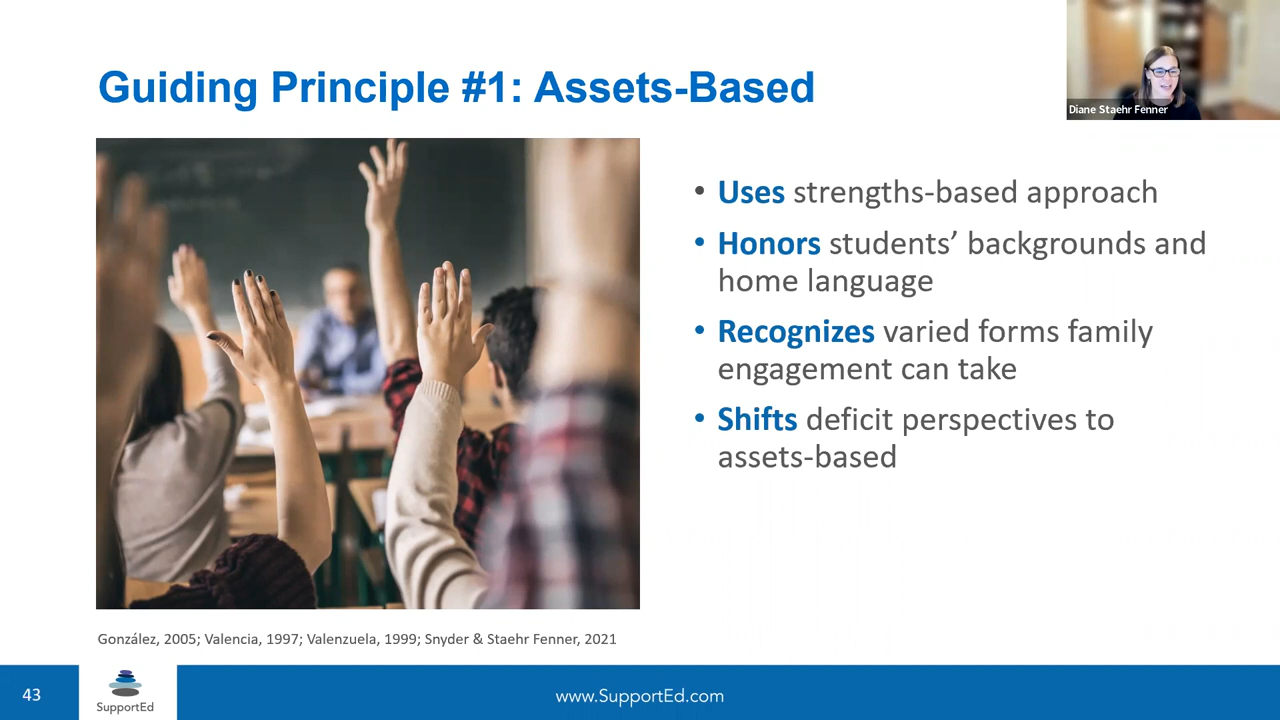 Diane Staehr Fenner
Guiding Principle #1: Assets-Based
• Uses strengths-based approach
• Honors students’ backgrounds and
home language
• Recognizes varied forms family
engagement can take
• Shifts deficit perspectives to
assets-based
González, 2005; Valencia, 1997; Valenzuela, 1999; Snyder & Staehr Fenner, 2021
43
SupportEd
www.SupportEd.com